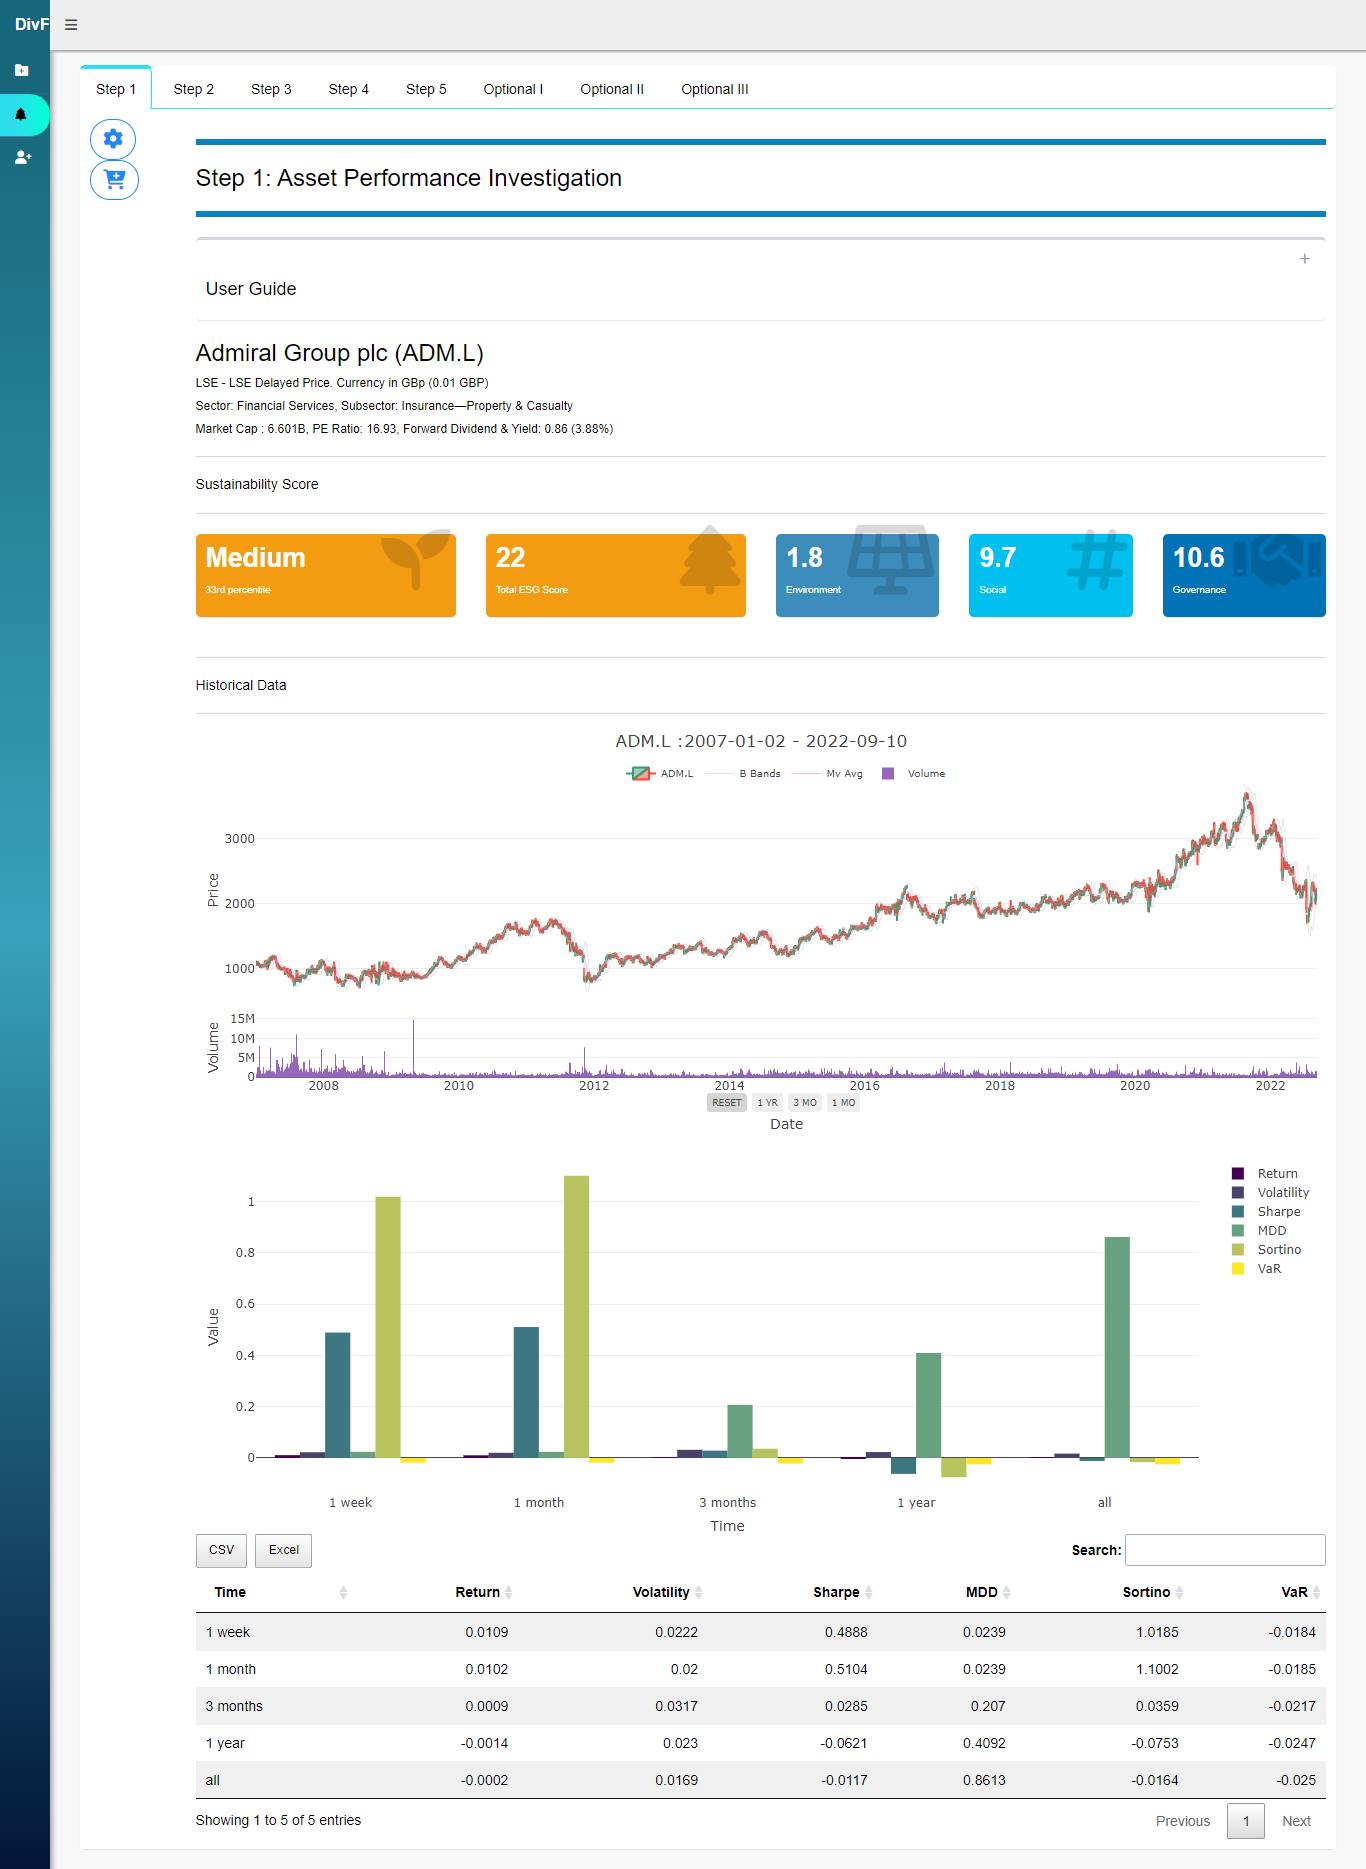 DivF
Step 1 Step 2 Step 3 Step 4 Step 5 Optional I Optional II Optional III
Step 1: Asset Performance Investigation
User Guide
Admiral Group plc (ADM.L)
LSE - LSE Delayed Price. Currency in GBp (0.01 GBP)
Sector: Financial Services, Subsector: Insurance—Property & Casualty
Market Cap : 6.601B, PE Ratio: 16.93, Forward Dividend & Yield: 0.86 (3.88%)
Sustainability Score
Medium 22 1.8 9.7 10.6
33rd percentile Total ESG Score Environment Social Governance
Historical Data
ADM.L :2007-01-02 - 2022-09-10
ADM.L B Bands Mv Avg Volume
3000
2000
1000
Price
15M
10M
5M
0
Volume
2008 2010 2012 2014 2016 2018 2020 2022
RESET 1 YR 3 MO 1 MO
Date
Return
Volatility
Sharpe
MDD
Sortino
VaR
1
0.8
0.6
0.4
0.2
0
Value
1 week 1 month 3 months 1 year all
Time
CSV Excel Search:
Time Return Volatility Sharpe MDD Sortino VaR
1 week 0.0109 0.0222 0.4888 0.0239 1.0185 -0.0184
1 month 0.0102 0.02 0.5104 0.0239 1.1002 -0.0185
3 months 0.0009 0.0317 0.0285 0.207 0.0359 -0.0217
1 year -0.0014 0.023 -0.0621 0.4092 -0.0753 -0.0247
all -0.0002 0.0169 -0.0117 0.8613 -0.0164 -0.025
Showing 1 to 5 of 5 entries Previous 1 Next